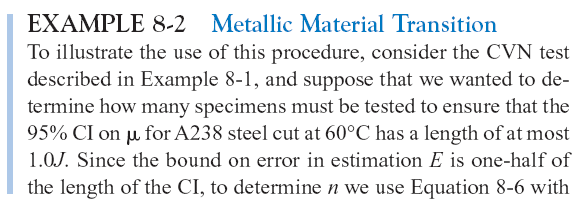 EXAMPLE 8-2 Metallic Material Transition
To illustrate the use of this procedure, consider the CVN test
described in Example 8-1, and suppose that we wanted to de-
termine how many specimens must be tested to ensure that the
95% CI on μ for A238 steel cut at 60°C has a length of at most
1.0J. Since the bound on error in estimation E is one-half of
the length of the CI, to determine n we use Equation 8-6 with